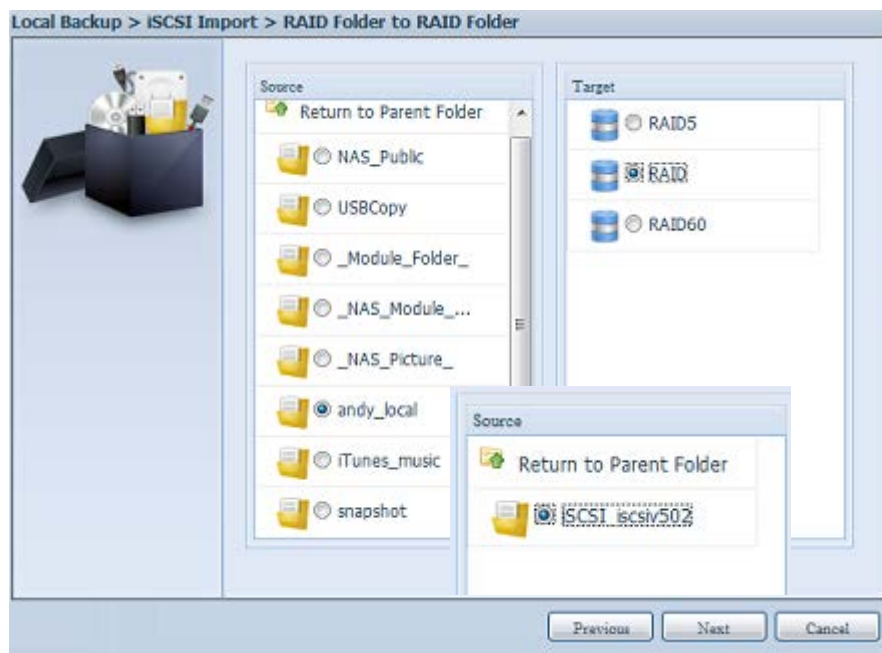 Local Backup > iSCSI Import > RAID Folder to RAID Folder
Source
Return to Parent Folder
NAS_Public
USBCopy
_Module_Folder_
_NAS_Module_...
_NAS_Picture_
andy_local
iTunes_music
snapshot
Target
RAID5
RAID
RAID60
Source
Return to Parent Folder
iSCSI_iscsiv502
Previous
Next
Cancel